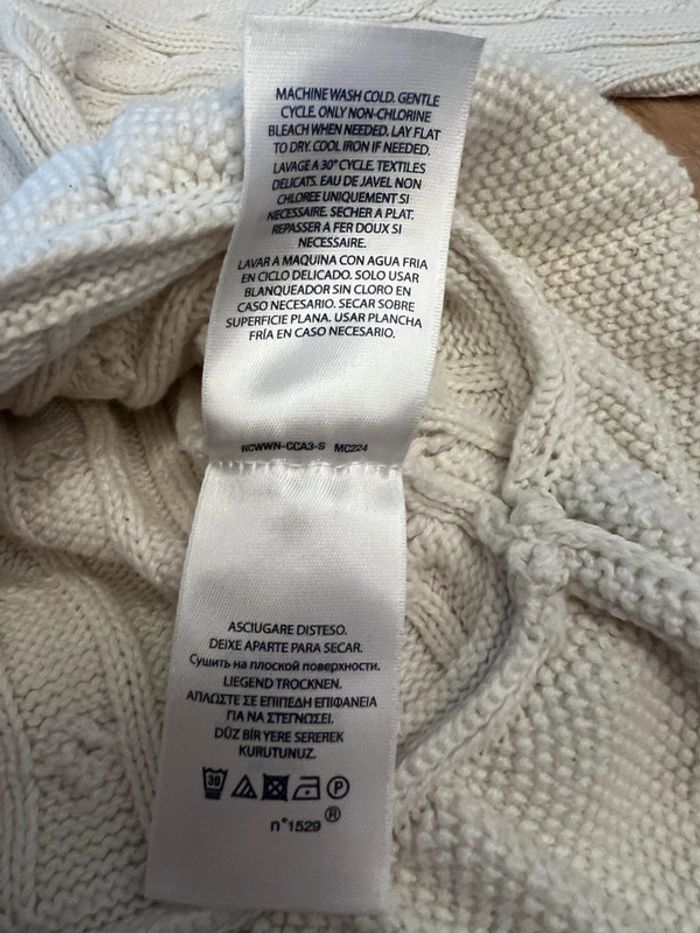 MACHINE WASH COLD. GENTLE
CYCLE. ONLY NON-CHLORINE
BLEACH WHEN NEEDED. LAY FLAT
TO DRY. COOL IRON IF NEEDED.
LAVAGE A 30° CYCLE. TEXTILES
DELICATS. EAU DE JAVEL NON
CHLOREE UNIQUEMENT SI
NECESSAIRE. SECHER A PLAT.
REPASSER A FER DOUX SI
NECESSAIRE.
LAVAR A MAQUINA CON AGUA FRIA
EN CICLO DELICADO. SOLO USAR
BLANQUEADOR SIN CLORO EN
CASO NECESARIO. SECAR SOBRE
SUPERFICIE PLANA. USAR PLANCHA
FRÍA EN CASO NECESARIO.
RCWWN-CCA3-S MC224
ASCIUGARE DISTESO.
DEIXE APARTE PARA SECAR.
Сушить на плоской поверхности.
LIEGEND TROCKNEN.
ΑΠΛΩΣΤΕ ΣΕ ΕΠΙΠΕΔΗ ΕΠΙΦΑΝΕΙΑ
ΓΙΑ ΝΑ ΣΤΕΓΝΩΣΕΙ.
DÜZ BİR YERE SEREREK
KURUTUNUZ.
30 P
n°1529 ®